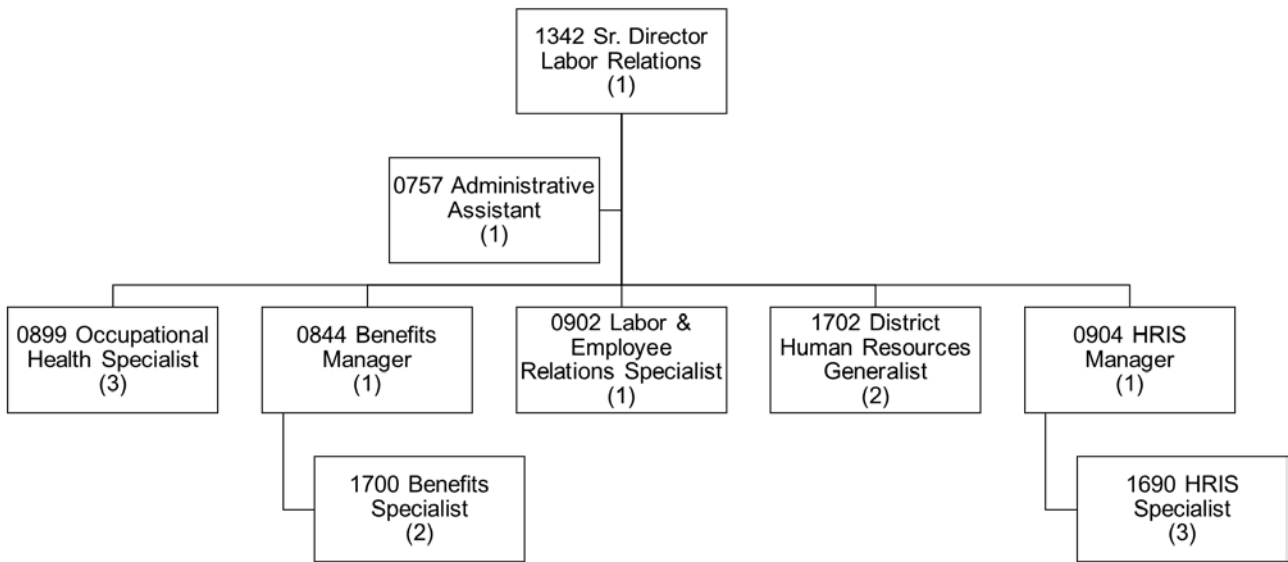 1342 Sr. Director
Labor Relations
(1)
0757 Administrative
Assistant
(1)
0899 Occupational
Health Specialist
(3)
0844 Benefits
Manager
(1)
0902 Labor &
Employee
Relations Specialist
(1)
1702 District
Human Resources
Generalist
(2)
0904 HRIS
Manager
(1)
1700 Benefits
Specialist
(2)
1690 HRIS
Specialist
(3)